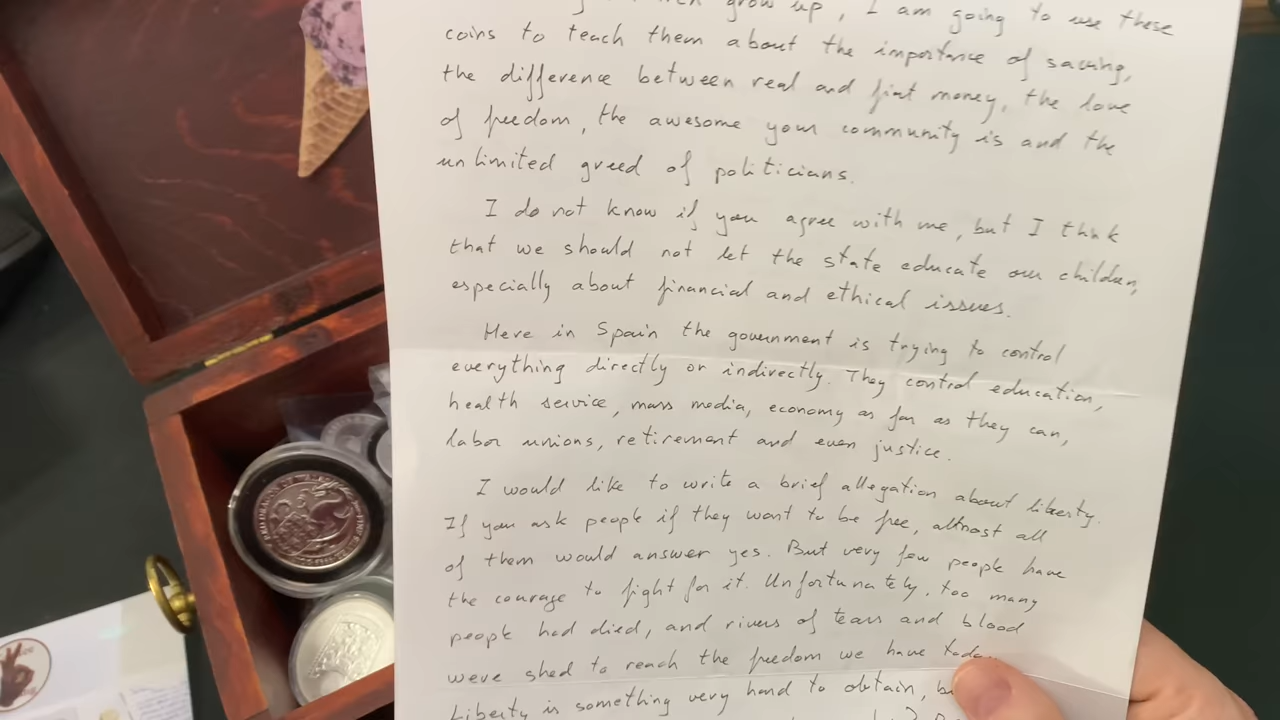 grow up, I am going to use these
coins to teach them about the importance of saving,
the difference between real and fiat money, the love
of freedom, the awesome your community is and the
unlimited greed of politicians.
I do not know if you agree with me, but I think
that we should not let the state educate our children,
especially about financial and ethical issues.
Here in Spain the government is trying to control
everything directly or indirectly. They control education,
health service, mass media, economy as far as they can,
labor unions, retirement and even justice.
I would like to write a brief allegation about liberty.
If you ask people if they want to be free, almost all
of them would answer yes. But very few people have
the courage to fight for it. Unfortunately, too many
people had died, and rivers of tears and blood
were shed to reach the freedom we have today
Liberty is something very hard to obtain,